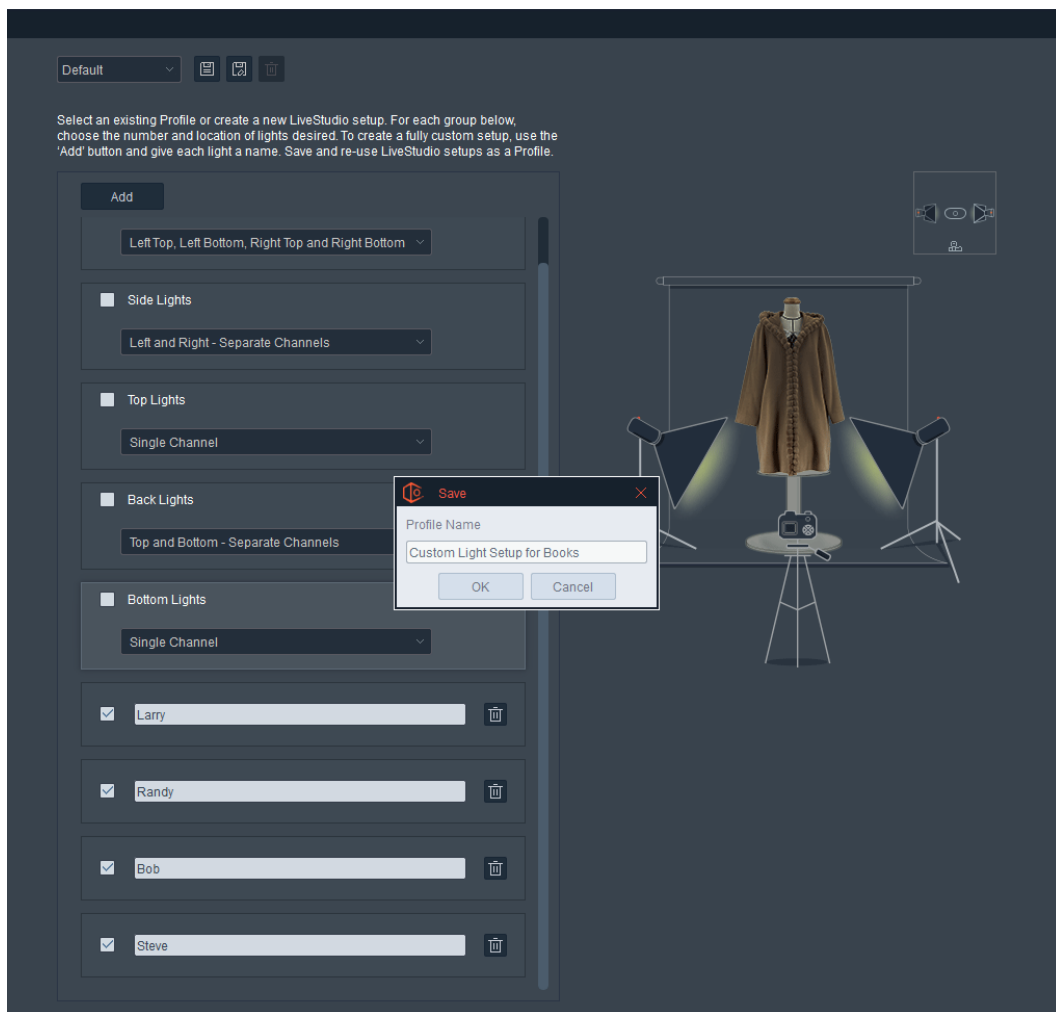 Default
Select an existing Profile or create a new LiveStudio setup. For each group below,
choose the number and location of lights desired. To create a fully custom setup, use the
'Add' button and give each light a name. Save and re-use LiveStudio setups as a Profile.
Add
Left Top, Left Bottom, Right Top and Right Bottom
Side Lights
Left and Right - Separate Channels
Top Lights
Single Channel
Back Lights
Top and Bottom - Separate Channels
Save
Profile Name
Custom Light Setup for Books
OK Cancel
Bottom Lights
Single Channel
Larry
Randy
Bob
Steve